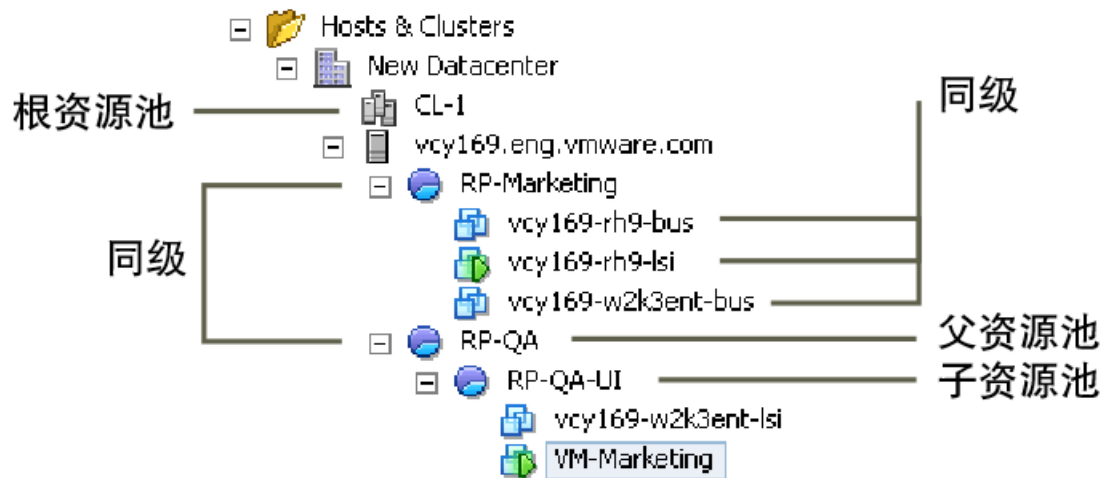 Hosts & Clusters
New Datacenter
根资源池
CL-1
同级
vcy169.eng.vmware.com
RP-Marketing
vcy169-rh9-bus
同级
vcy169-rh9-lsi
vcy169-w2k3ent-bus
RP-QA
父资源池
RP-QA-UI
子资源池
vcy169-w2k3ent-lsi
VM-Marketing